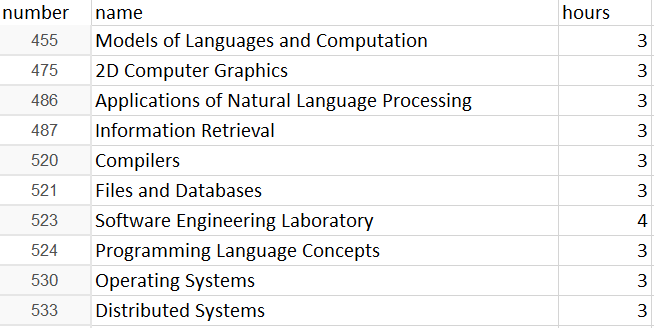 number name hours
455 Models of Languages and Computation 3
475 2D Computer Graphics 3
486 Applications of Natural Language Processing 3
487 Information Retrieval 3
520 Compilers 3
521 Files and Databases 3
523 Software Engineering Laboratory 4
524 Programming Language Concepts 3
530 Operating Systems 3
533 Distributed Systems 3